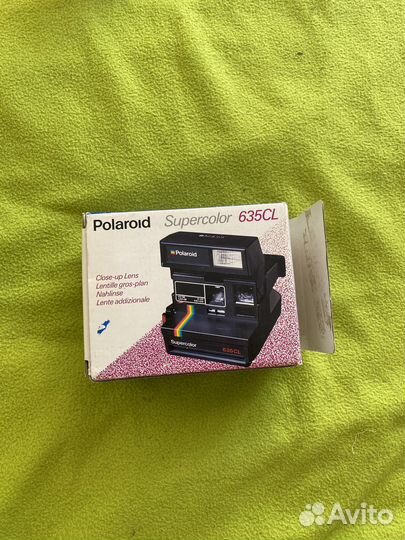 Polaroid Supercolor 635CL
Polaroid
Close-up Lens
Lentille gros-plan
Nahlinse
Lente addizionale
Supercolor
635CL
Avito